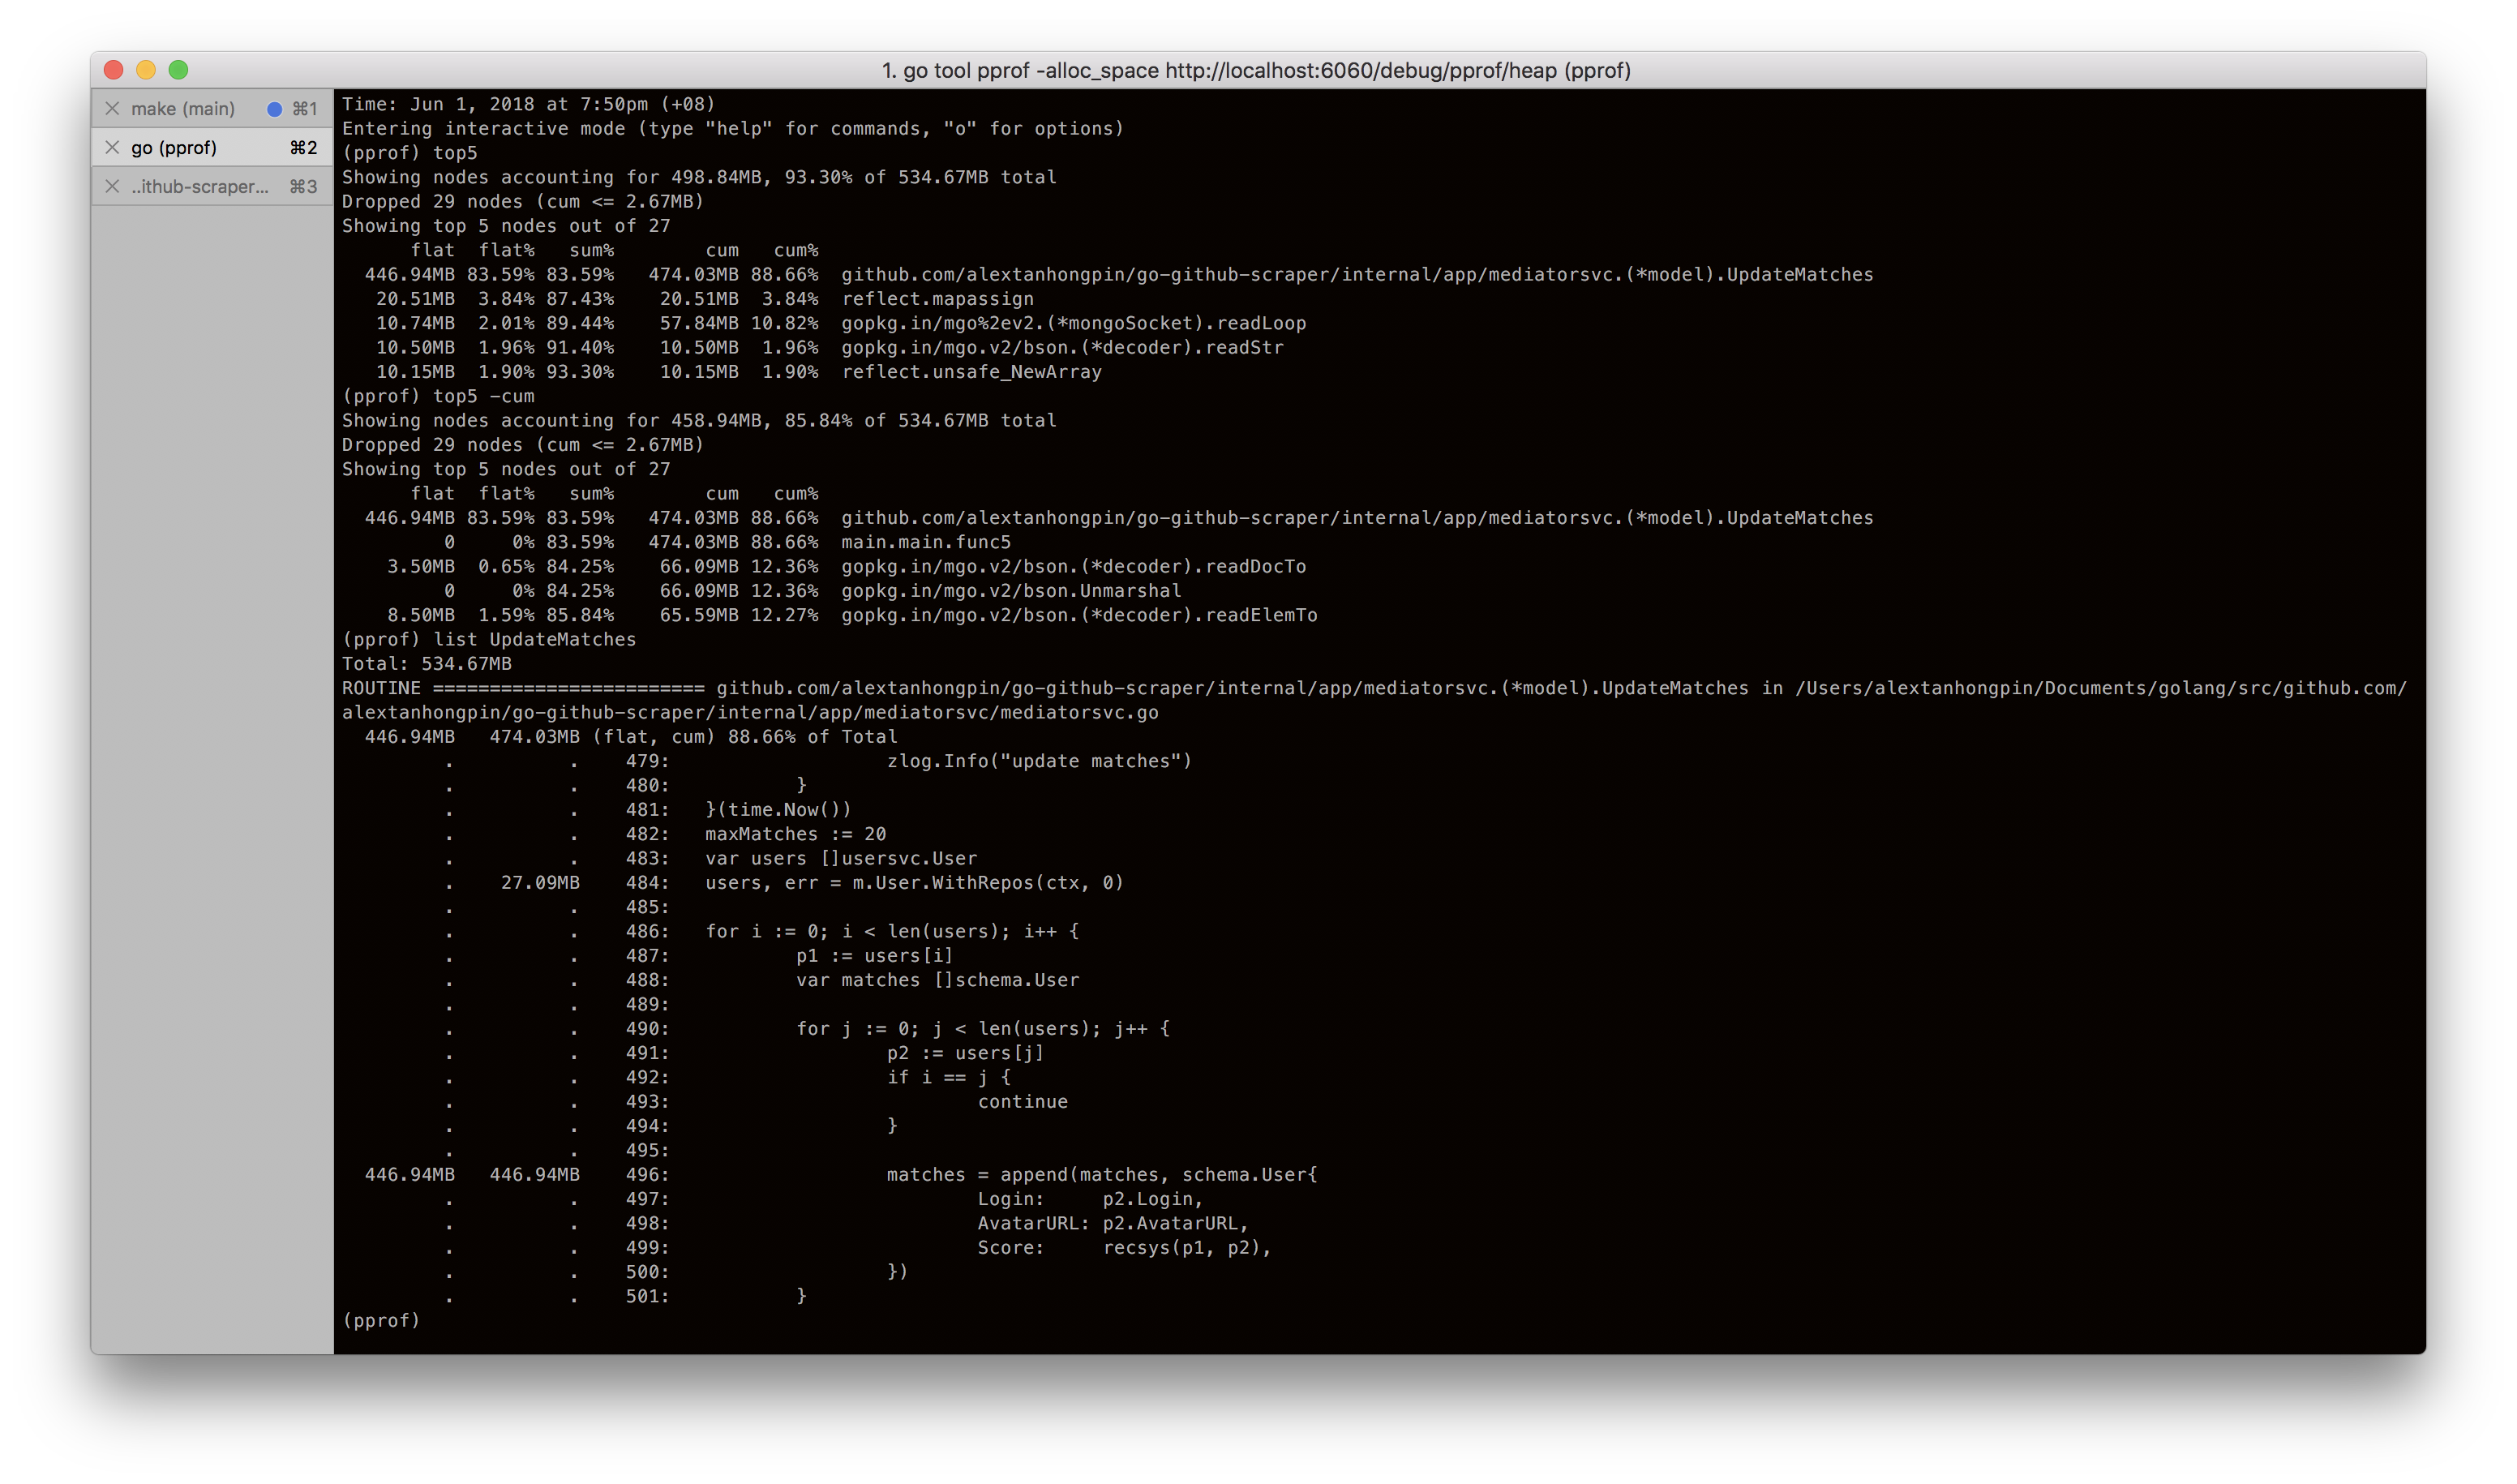 1. go tool pprof -alloc_space http://localhost:6060/debug/pprof/heap (pprof)
make (main) ⌘1
go (pprof) ⌘2
..ithub-scraper... ⌘3
Time: Jun 1, 2018 at 7:50pm (+08)
Entering interactive mode (type "help" for commands, "o" for options)
(pprof) top5
Showing nodes accounting for 498.84MB, 93.30% of 534.67MB total
Dropped 29 nodes (cum <= 2.67MB)
Showing top 5 nodes out of 27
      flat  flat%   sum%        cum   cum%
  446.94MB 83.59% 83.59%   474.03MB 88.66%  github.com/alextanhongpin/go-github-scraper/internal/app/mediatorsvc.(*model).UpdateMatches
   20.51MB  3.84% 87.43%    20.51MB  3.84%  reflect.mapassign
   10.74MB  2.01% 89.44%    57.84MB 10.82%  gopkg.in/mgo%2ev2.(*mongoSocket).readLoop
   10.50MB  1.96% 91.40%    10.50MB  1.96%  gopkg.in/mgo.v2/bson.(*decoder).readStr
   10.15MB  1.90% 93.30%    10.15MB  1.90%  reflect.unsafe_NewArray
(pprof) top5 -cum
Showing nodes accounting for 458.94MB, 85.84% of 534.67MB total
Dropped 29 nodes (cum <= 2.67MB)
Showing top 5 nodes out of 27
      flat  flat%   sum%        cum   cum%
  446.94MB 83.59% 83.59%   474.03MB 88.66%  github.com/alextanhongpin/go-github-scraper/internal/app/mediatorsvc.(*model).UpdateMatches
         0     0% 83.59%   474.03MB 88.66%  main.main.func5
    3.50MB  0.65% 84.25%    66.09MB 12.36%  gopkg.in/mgo.v2/bson.(*decoder).readDocTo
         0     0% 84.25%    66.09MB 12.36%  gopkg.in/mgo.v2/bson.Unmarshal
    8.50MB  1.59% 85.84%    65.59MB 12.27%  gopkg.in/mgo.v2/bson.(*decoder).readElemTo
(pprof) list UpdateMatches
Total: 534.67MB
ROUTINE ======================== github.com/alextanhongpin/go-github-scraper/internal/app/mediatorsvc.(*model).UpdateMatches in /Users/alextanhongpin/Documents/golang/src/github.com/
alextanhongpin/go-github-scraper/internal/app/mediatorsvc/mediatorsvc.go
  446.94MB   474.03MB (flat, cum) 88.66% of Total
         .          .    479:                   zlog.Info("update matches")
         .          .    480:           }
         .          .    481:   }(time.Now())
         .          .    482:   maxMatches := 20
         .          .    483:   var users []usersvc.User
         .    27.09MB    484:   users, err = m.User.WithRepos(ctx, 0)
         .          .    485:
         .          .    486:   for i := 0; i < len(users); i++ {
         .          .    487:           p1 := users[i]
         .          .    488:           var matches []schema.User
         .          .    489:
         .          .    490:           for j := 0; j < len(users); j++ {
         .          .    491:                   p2 := users[j]
         .          .    492:                   if i == j {
         .          .    493:                           continue
         .          .    494:                   }
         .          .    495:
  446.94MB   446.94MB    496:                   matches = append(matches, schema.User{
         .          .    497:                           Login:     p2.Login,
         .          .    498:                           AvatarURL: p2.AvatarURL,
         .          .    499:                           Score:     recsys(p1, p2),
         .          .    500:                   })
         .          .    501:           }
(pprof)